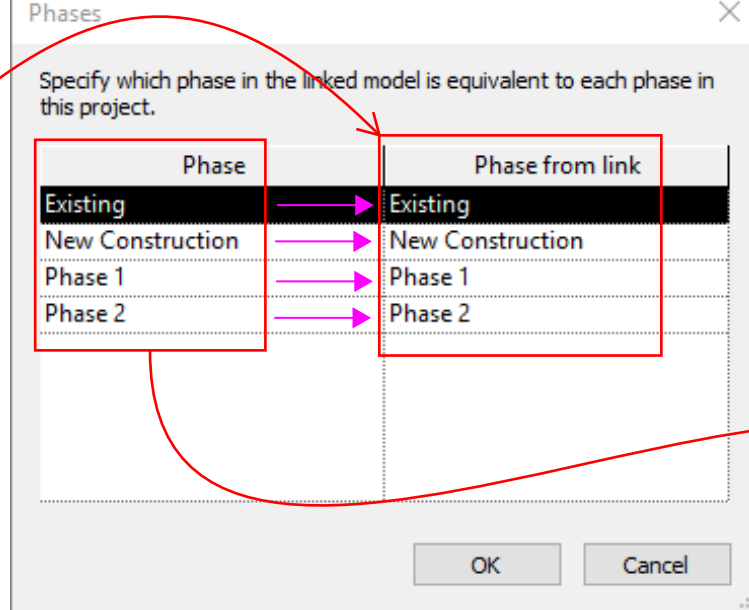 Phases
Specify which phase in the linked model is equivalent to each phase in
this project.
Phase Phase from link
Existing Existing
New Construction New Construction
Phase 1 Phase 1
Phase 2 Phase 2
OK Cancel